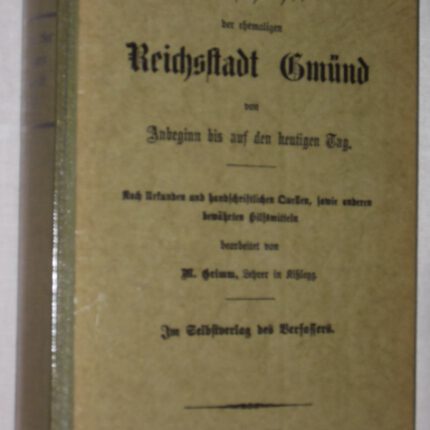 der ehemaligen
Reichsstadt Gmünd
von
Anbeginn bis auf den heutigen Tag.
Nach Urkunden und handschriftlichen Quellen, sowie anderen
bewährten Hilfsmitteln
bearbeitet von
M. Grimm, Lehrer in Kißlegg.
Im Selbstverlag des Verfassers.